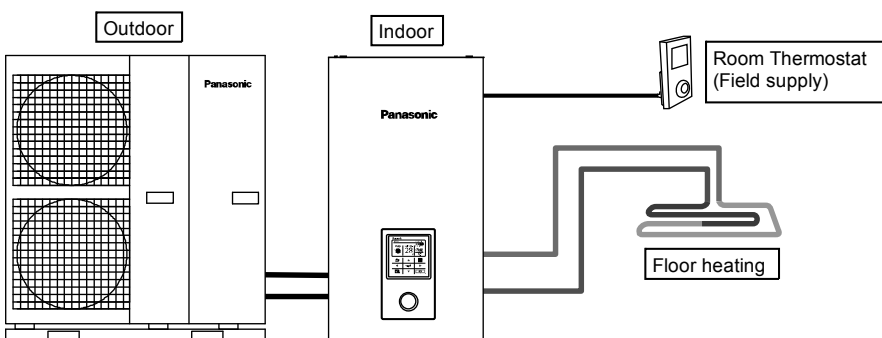 Outdoor
Indoor
Room Thermostat
(Field supply)
Panasonic
Panasonic
Floor heating